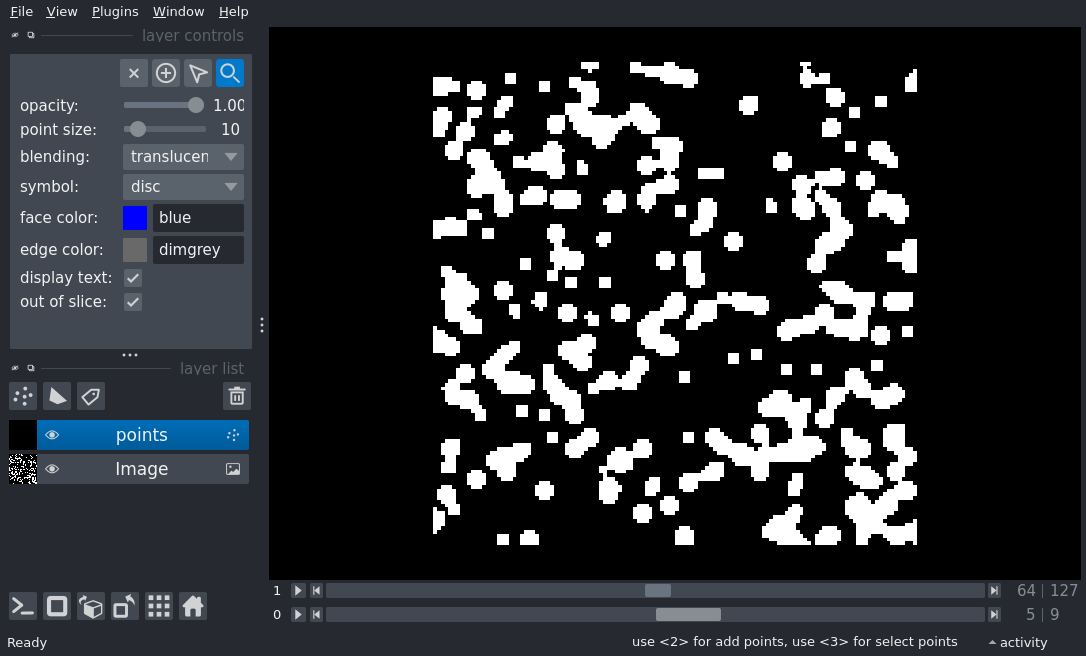 File View Plugins Window Help
layer controls
opacity: 1.00
point size: 10
blending: translucen
symbol: disc
face color: blue
edge color: dimgrey
display text:
out of slice:
layer list
points
Image
1 64 | 127
0 5 | 9
Ready use <2> for add points, use <3> for select points activity